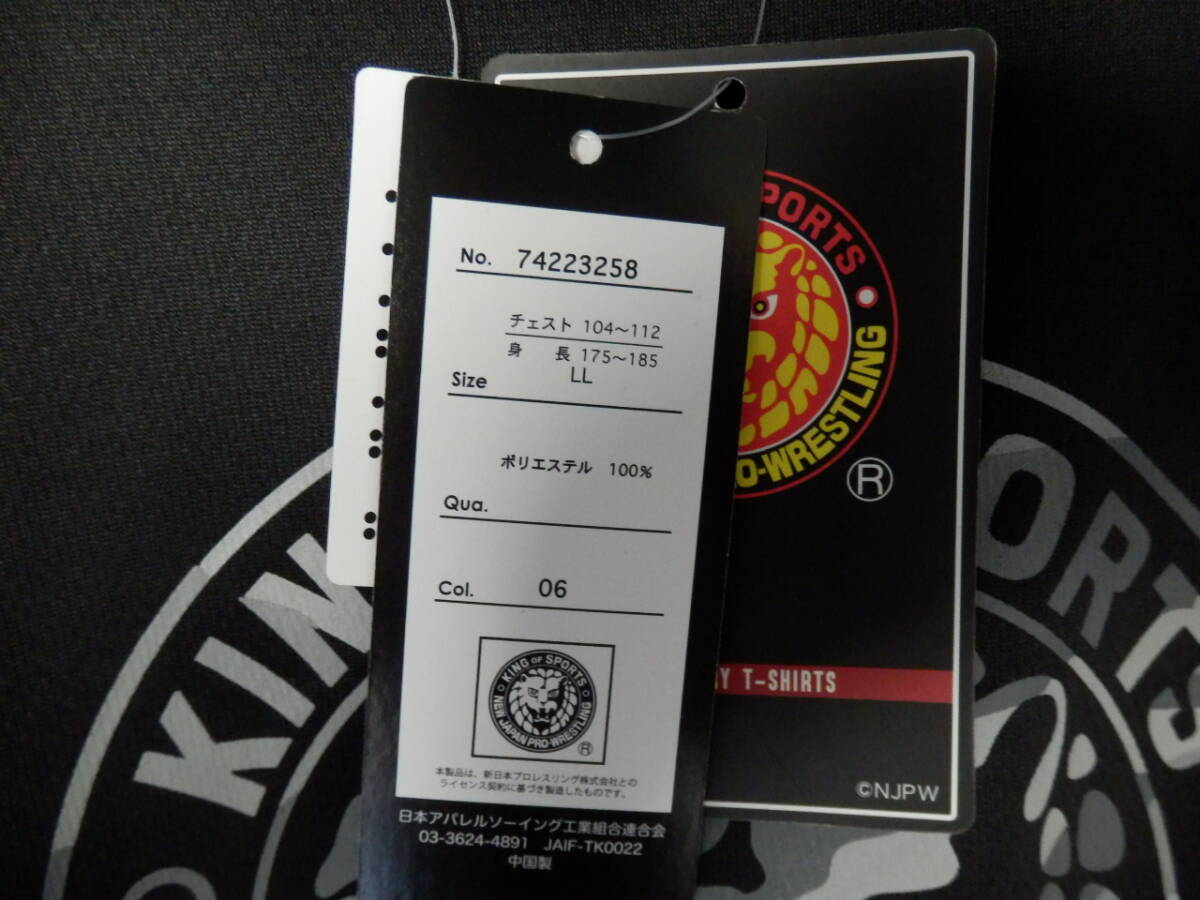 No. 74223258
チェスト 104～112
身 長 175～185
Size LL
ポリエステル 100%
Qua.
Col. 06
KING OF SPORTS
NEW JAPAN PRO-WRESTLING
®
本製品は、新日本プロレスリング株式会社との
ライセンス契約に基づき製造したものです。
日本アパレルソーイング工業組合連合会
03-3624-4891 JAIF-TK0022
中国製
SPORTS
PRO-WRESTLING
®
T-SHIRTS
©NJPW
KING
SPORTS